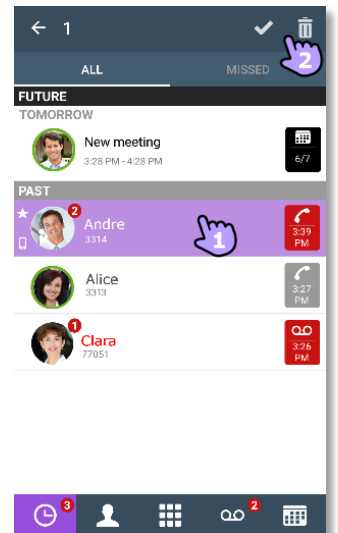 1
2
ALL MISSED
FUTURE
TOMORROW
New meeting
3:28 PM - 4:28 PM
6/7
PAST
2
Andre
3314
1
3:39
PM
Alice
3313
3:27
PM
1
Clara
77051
3:26
PM
3
2